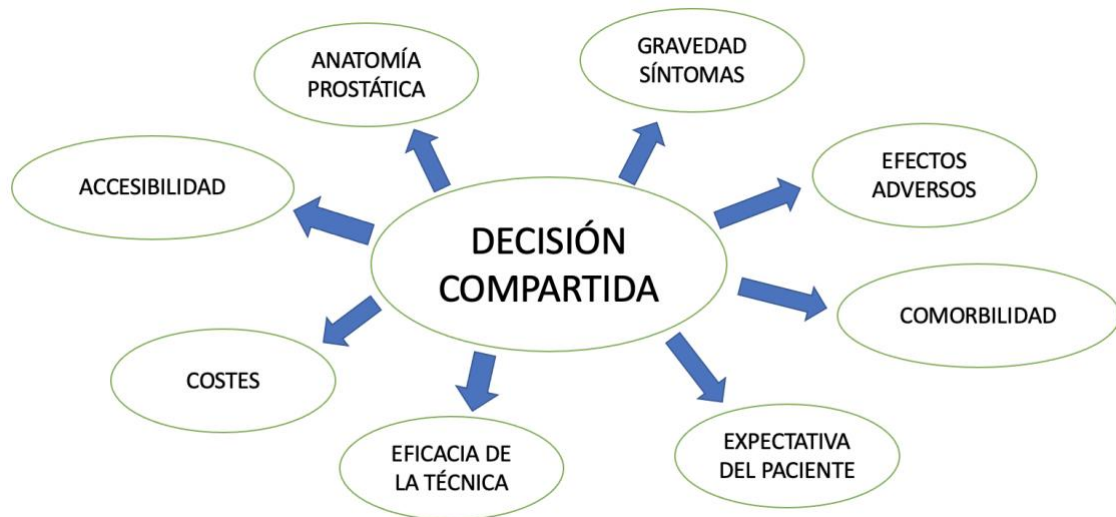 ANATOMÍA
PROSTÁTICA
GRAVEDAD
SÍNTOMAS
ACCESIBILIDAD
EFECTOS
ADVERSOS
DECISIÓN
COMPARTIDA
COMORBILIDAD
COSTES
EFICACIA DE
LA TÉCNICA
EXPECTATIVA
DEL PACIENTE